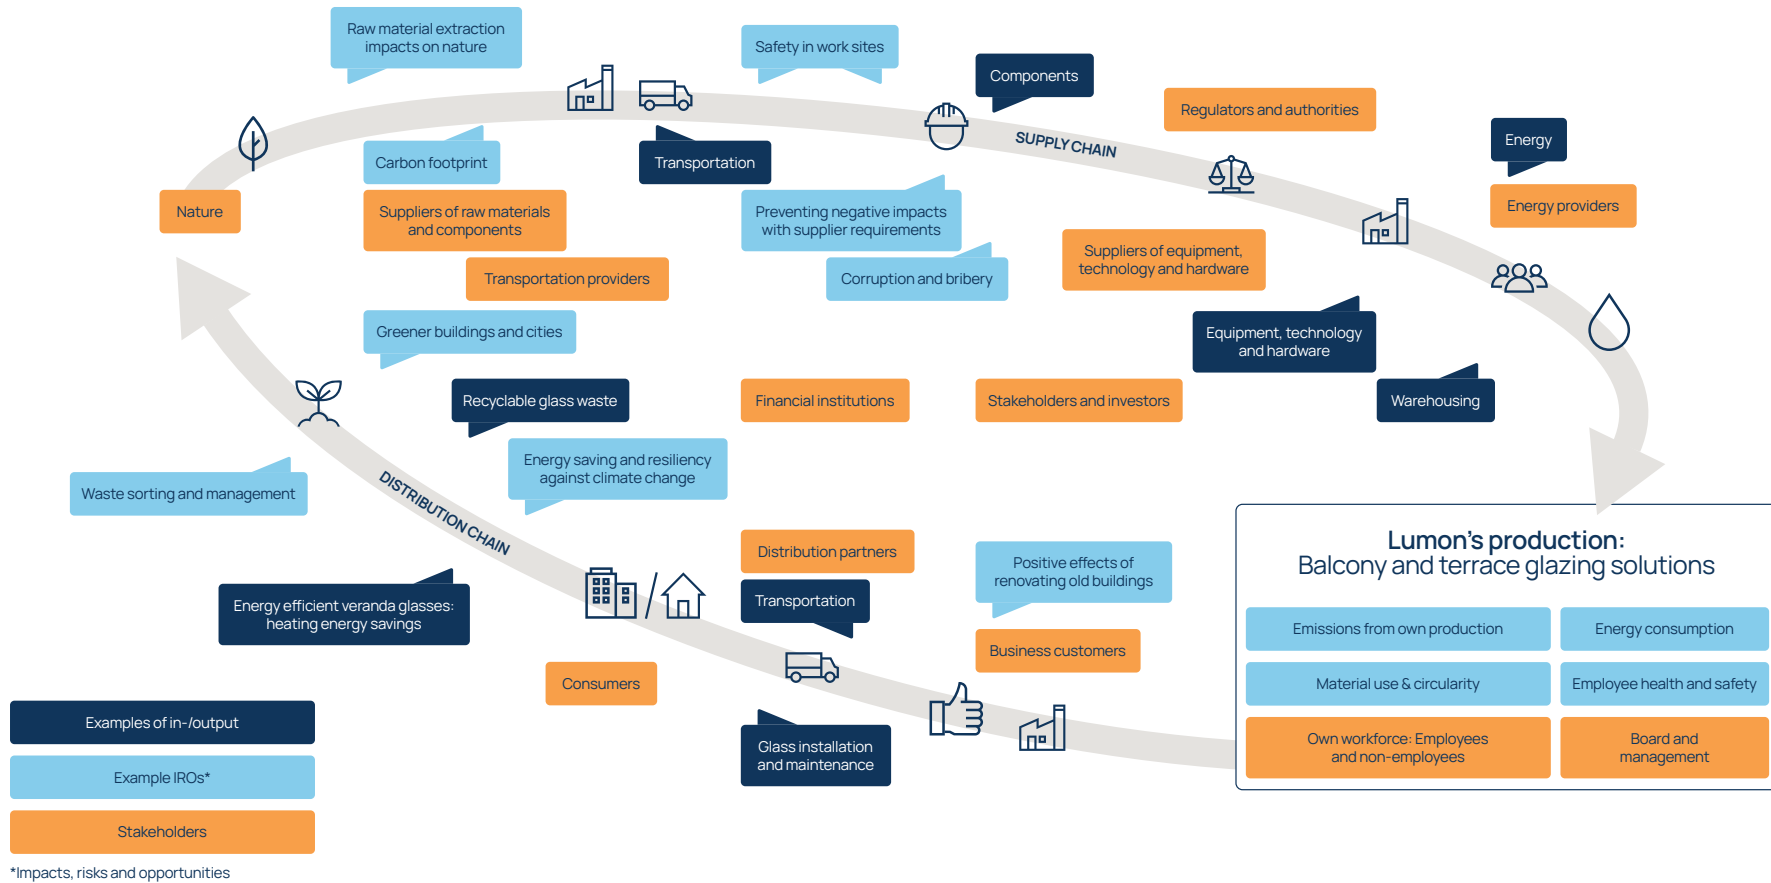 Raw material extraction
impacts on nature
Safety in work sites
Components
Regulators and authorities
SUPPLY CHAIN
Energy
Carbon footprint
Transportation
Nature
Suppliers of raw materials
and components
Preventing negative impacts
with supplier requirements
Energy providers
Suppliers of equipment,
technology and hardware
Transportation providers
Corruption and bribery
Greener buildings and cities
Equipment, technology
and hardware
Recyclable glass waste
Financial institutions
Stakeholders and investors
Warehousing
Energy saving and resiliency
against climate change
Waste sorting and management
DISTRIBUTION CHAIN
Distribution partners
Positive effects of
renovating old buildings
Energy efficient veranda glasses:
heating energy savings
Transportation
Business customers
Consumers
Glass installation
and maintenance
Lumon's production:
Balcony and terrace glazing solutions
Emissions from own production
Energy consumption
Material use & circularity
Employee health and safety
Own workforce: Employees
and non-employees
Board and
management
Examples of in-/output
Example IROs*
Stakeholders
*Impacts, risks and opportunities